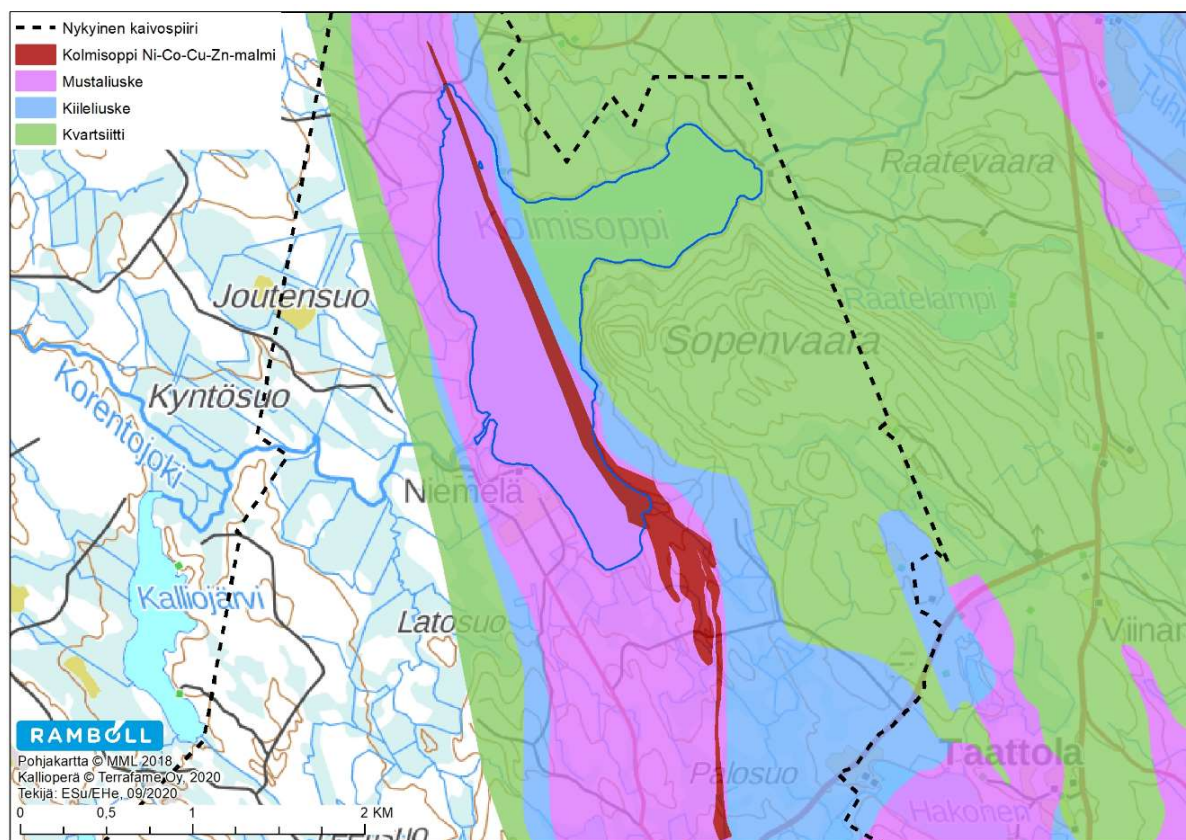 Nykyinen kaivospiiri
Kolmisoppi Ni-Co-Cu-Zn-malmi
Mustaliuske
Kiilleliuske
Kvartsiitti
Raatevaara
Kolmisoppi
Joutensuo
Raatelampi
Sopenvaara
Kyntösuo
Korentojoki
Niemelä
Kalliojärvi
Latosuo
Viinar
Taattola
Palosuo
Hakonen
RAMBOLL
Pohjakartta © MML 2018
Kallioperä © Terrafame Oy, 2020
Tekijä: ESu/EHe, 09/2020
0 0,5 1 2 KM